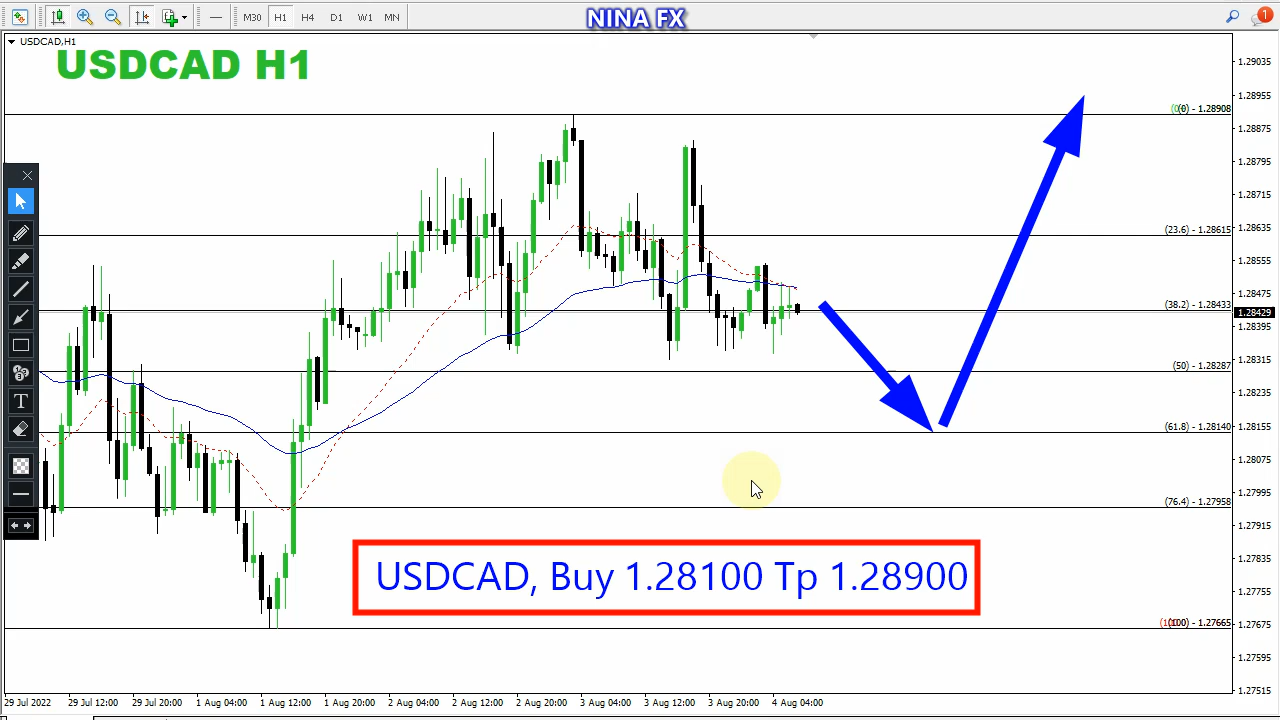 M30 H1 H4 D1 W1 MN
NINA FX
1
USDCAD,H1
USDCAD H1
1.29035
1.28955
(0) - 1.28908
1.28875
1.28795
1.28715
1.28635
(23.6) - 1.28615
1.28555
1.28475
(38.2) - 1.28433
1.28429
1.28395
1.28315
(50) - 1.28287
1.28235
1.28155
(61.8) - 1.28140
1.28075
1.27995
(76.4) - 1.27958
1.27915
1.27835
1.27755
1.27675
(100) - 1.27665
1.27595
1.27515
T
USDCAD, Buy 1.28100 Tp 1.28900
29 Jul 2022 29 Jul 12:00 29 Jul 20:00 1 Aug 04:00 1 Aug 12:00 1 Aug 20:00 2 Aug 04:00 2 Aug 12:00 2 Aug 20:00 3 Aug 04:00 3 Aug 12:00 3 Aug 20:00 4 Aug 04:00